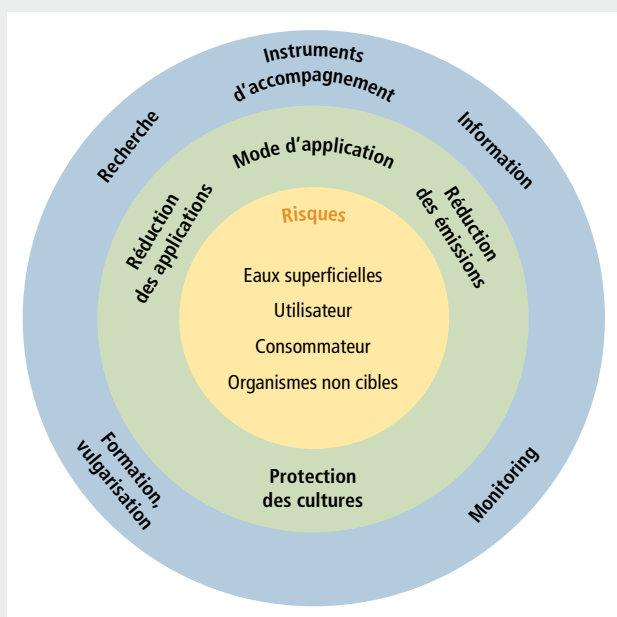 Instruments
d’accompagnement
Recherche
Information
Mode d’application
Réduction
des applications
Réduction
des émissions
Risques
Eaux superficielles
Utilisateur
Consommateur
Organismes non cibles
Protection
des cultures
Formation,
vulgarisation
Monitoring